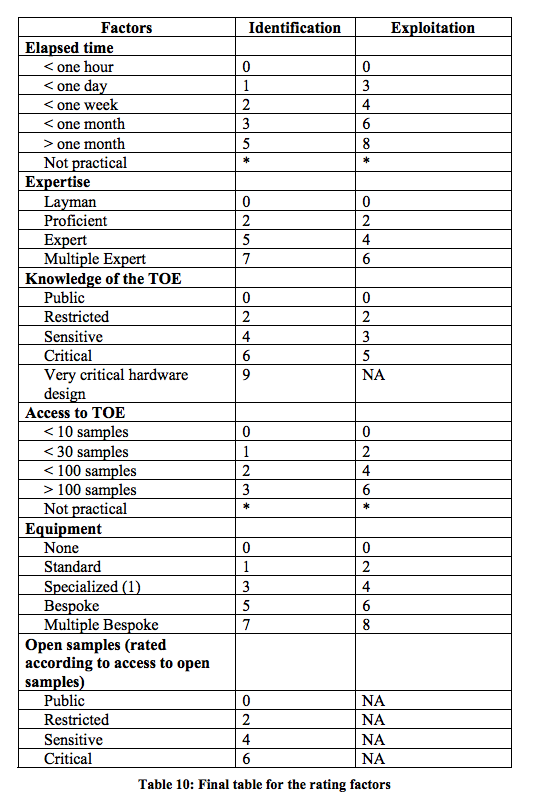 Factors Identification Exploitation
Elapsed time
< one hour 0 0
< one day 1 3
< one week 2 4
< one month 3 6
> one month 5 8
Not practical * *
Expertise
Layman 0 0
Proficient 2 2
Expert 5 4
Multiple Expert 7 6
Knowledge of the TOE
Public 0 0
Restricted 2 2
Sensitive 4 3
Critical 6 5
Very critical hardware 9 NA
design
Access to TOE
< 10 samples 0 0
< 30 samples 1 2
< 100 samples 2 4
> 100 samples 3 6
Not practical * *
Equipment
None 0 0
Standard 1 2
Specialized (1) 3 4
Bespoke 5 6
Multiple Bespoke 7 8
Open samples (rated
according to access to open
samples)
Public 0 NA
Restricted 2 NA
Sensitive 4 NA
Critical 6 NA
Table 10: Final table for the rating factors